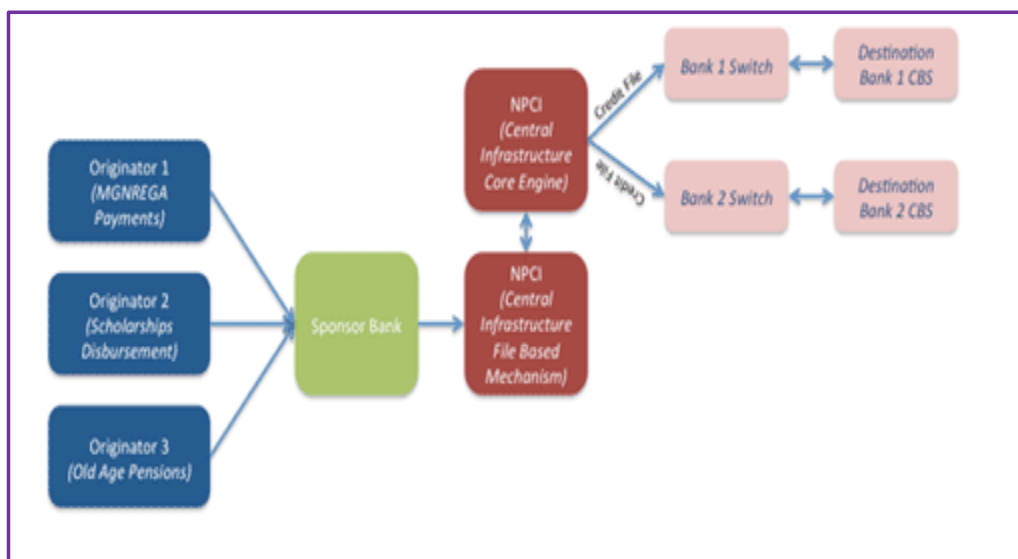 Originator 1
(MGNREGA
Payments)
Originator 2
(Scholarships
Disbursement)
Originator 3
(Old Age Pensions)
Sponsor Bank
NPCI
(Central
Infrastructure
Core Engine)
NPCI
(Central
Infrastructure
File Based
Mechanism)
Credit File
Credit File
Bank 1 Switch
Destination
Bank 1 CBS
Bank 2 Switch
Destination
Bank 2 CBS